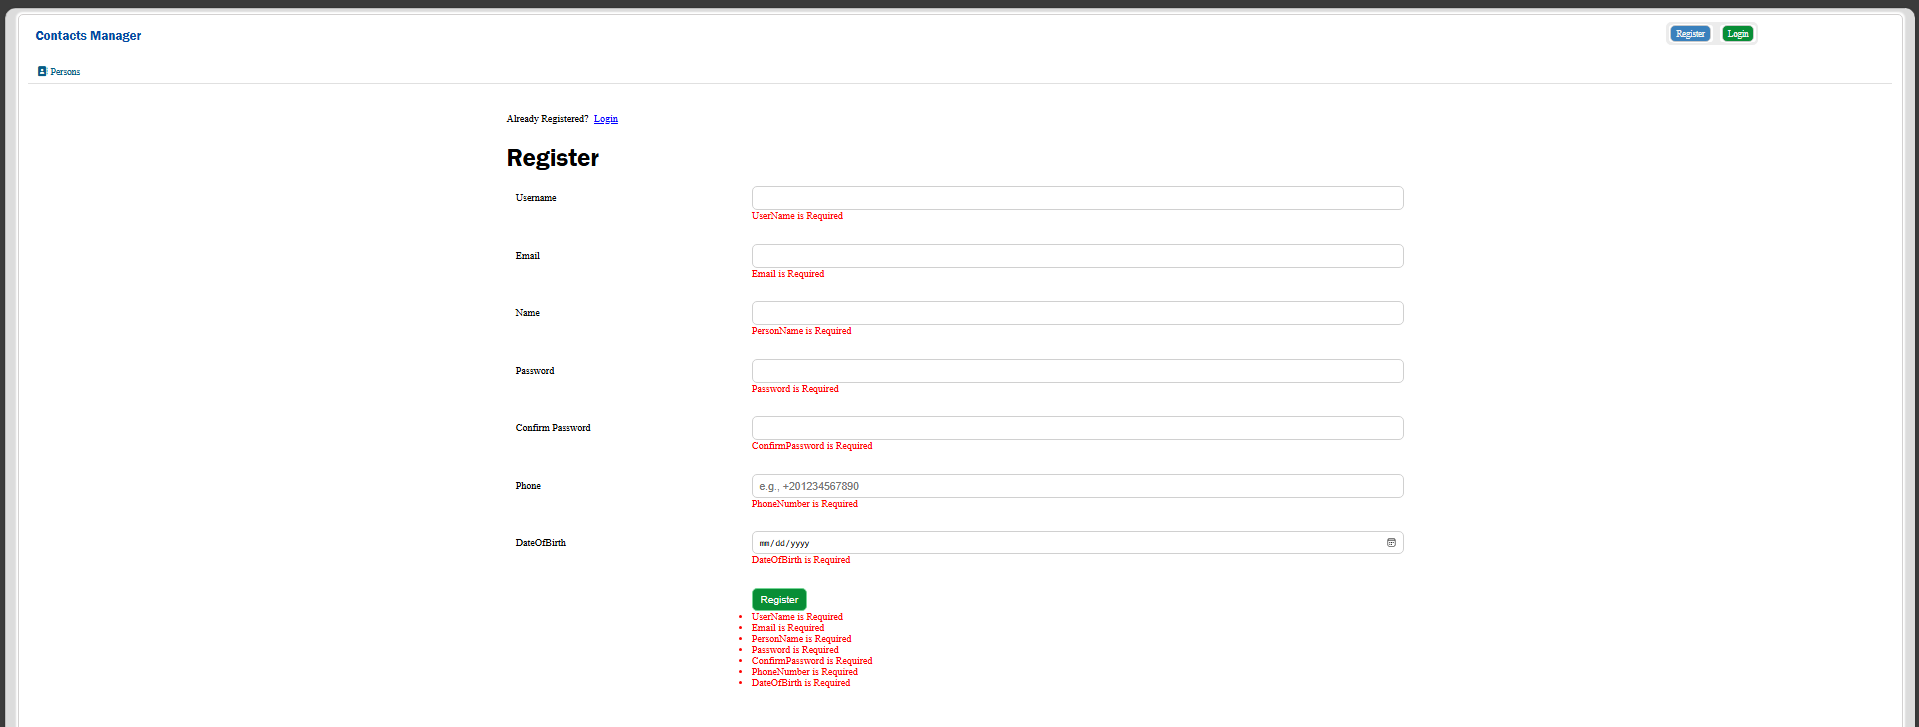 Contacts Manager
Register Login
Persons
Already Registered? Login
Register
Username
UserName is Required
Email
Email is Required
Name
PersonName is Required
Password
Password is Required
Confirm Password
ConfirmPassword is Required
Phone e.g., +201234567890
PhoneNumber is Required
DateOfBirth mm/dd/yyyy
DateOfBirth is Required
Register
• UserName is Required
• Email is Required
• PersonName is Required
• Password is Required
• ConfirmPassword is Required
• PhoneNumber is Required
• DateOfBirth is Required